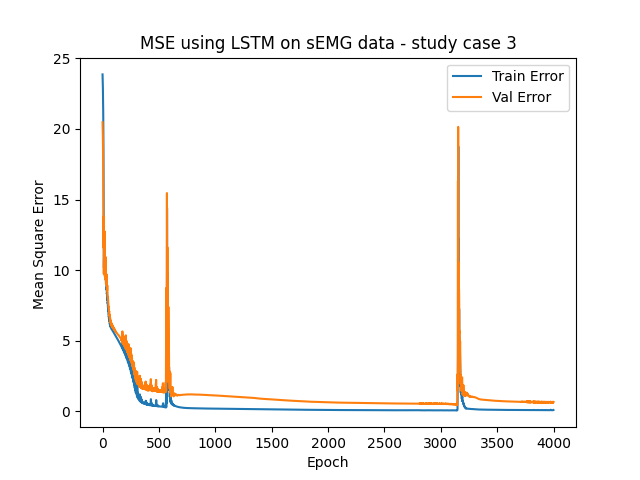 MSE using LSTM on sEMG data - study case 3
Train Error
Val Error
25
20
15
10
5
0
Mean Square Error
0 500 1000 1500 2000 2500 3000 3500 4000
Epoch